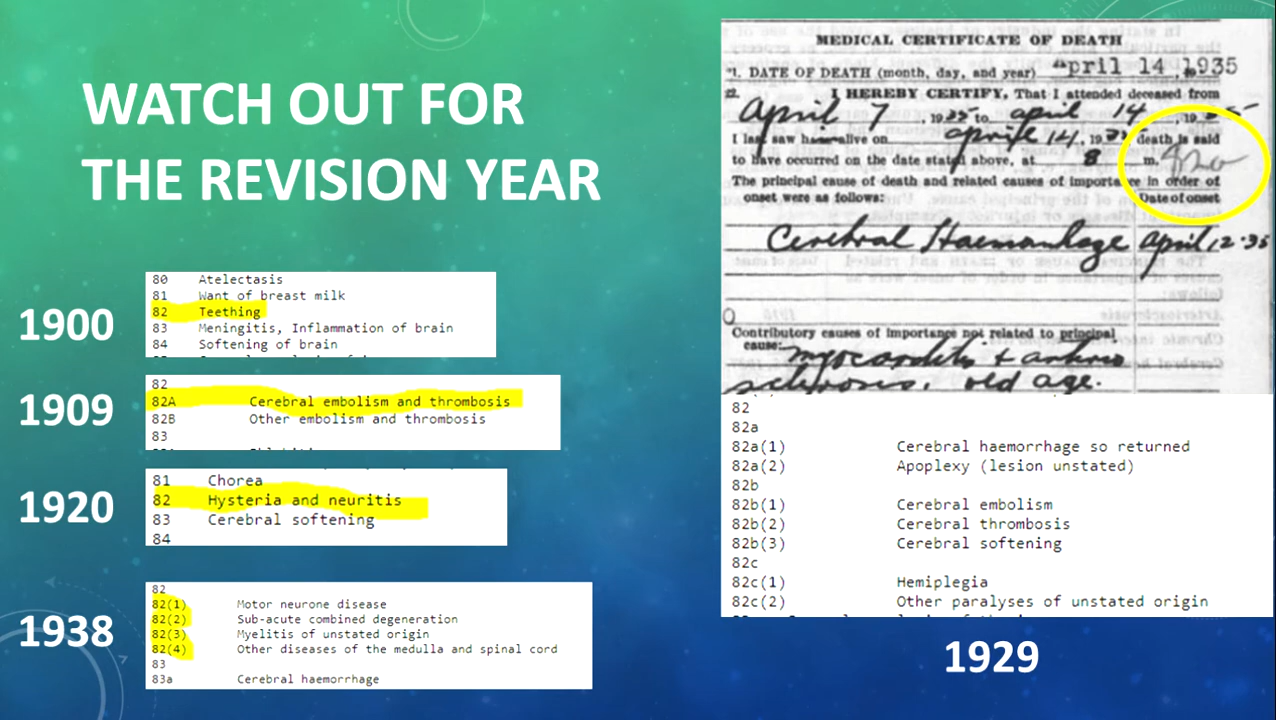 WATCH OUT FOR
THE REVISION YEAR
1900
80 Atelectasis
81 Want of breast milk
82 Teething
83 Meningitis, Inflammation of brain
84 Softening of brain
1909
82
82A Cerebral embolism and thrombosis
82B Other embolism and thrombosis
83
1920
81 Chorea
82 Hysteria and neuritis
83 Cerebral softening
84
1938
82
82(1) Motor neurone disease
82(2) Sub-acute combined degeneration
82(3) Myelitis of unstated origin
82(4) Other diseases of the medulla and spinal cord
83
83a Cerebral haemorrhage
MEDICAL CERTIFICATE OF DEATH
21. DATE OF DEATH (month, day, and year) April 14, 1935
22. I HEREBY CERTIFY, That I attended deceased from
April 7, 1935 to April 14, 19
I last saw alive on April 14, 19 death is said
to have occurred on the date stated above, at 8 m.
The principal cause of death and related causes of importance in order of
onset were as follows: Date of onset
Cerebral Haemorrhage April 12-35
Contributory causes of importance not related to principal
cause:
myocarditis + arterio
sclerosis. old age.
82
82a
82a(1) Cerebral haemorrhage so returned
82a(2) Apoplexy (lesion unstated)
82b
82b(1) Cerebral embolism
82b(2) Cerebral thrombosis
82b(3) Cerebral softening
82c
82c(1) Hemiplegia
82c(2) Other paralyses of unstated origin
1929